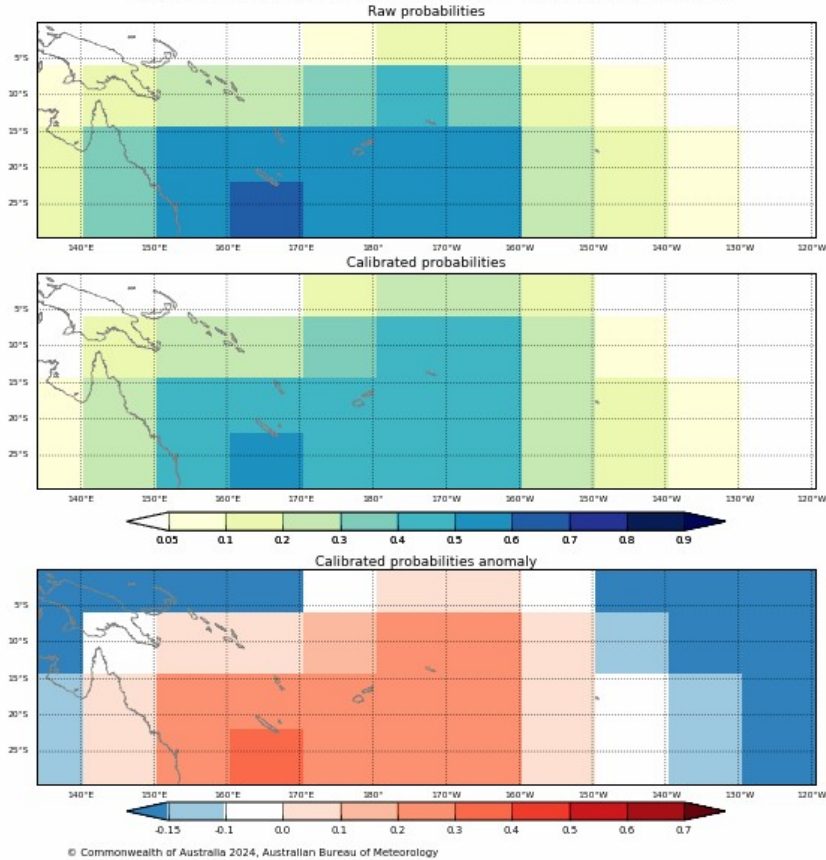 Raw probabilities
5°S
10°S
15°S
20°S
25°S
140°E 150°E 160°E 170°E 180° 170°W 160°W 150°W 140°W 130°W 120°W
Calibrated probabilities
5°S
10°S
15°S
20°S
25°S
140°E 150°E 160°E 170°E 180° 170°W 160°W 150°W 140°W 130°W 120°W
0.05 0.1 0.2 0.3 0.4 0.5 0.6 0.7 0.8 0.9
Calibrated probabilities anomaly
5°S
10°S
15°S
20°S
25°S
140°E 150°E 160°E 170°E 180° 170°W 160°W 150°W 140°W 130°W 120°W
-0.15 -0.1 0.0 0.1 0.2 0.3 0.4 0.5 0.6 0.7
© Commonwealth of Australia 2024, Australian Bureau of Meteorology